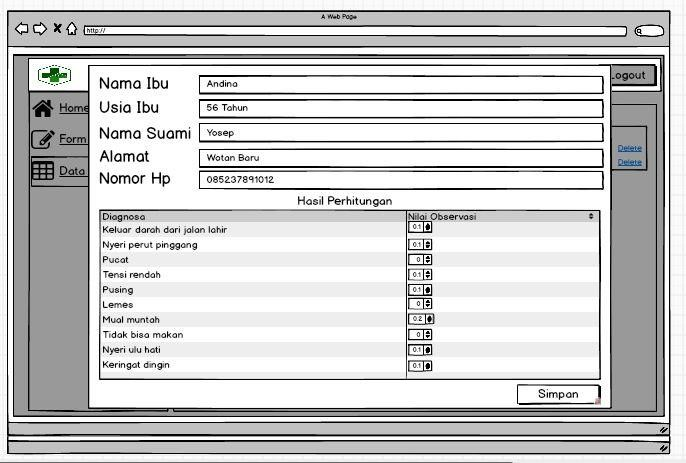 A Web Page
http://
Logout
Home
Form
Data
Delete
Delete
Nama Ibu Andina
Usia Ibu 56 Tahun
Nama Suami Yosep
Alamat Wotan Baru
Nomor Hp 085237891012
Hasil Perhitungan
Diagnosa Nilai Observasi
Keluar darah dari jalan lahir 0.1
Nyeri perut pinggang 0.1
Pucat 0
Tensi rendah 0.1
Pusing 0.1
Lemes 0
Mual muntah 0.2
Tidak bisa makan 0
Nyeri ulu hati 0.1
Keringat dingin 0.1
Simpan